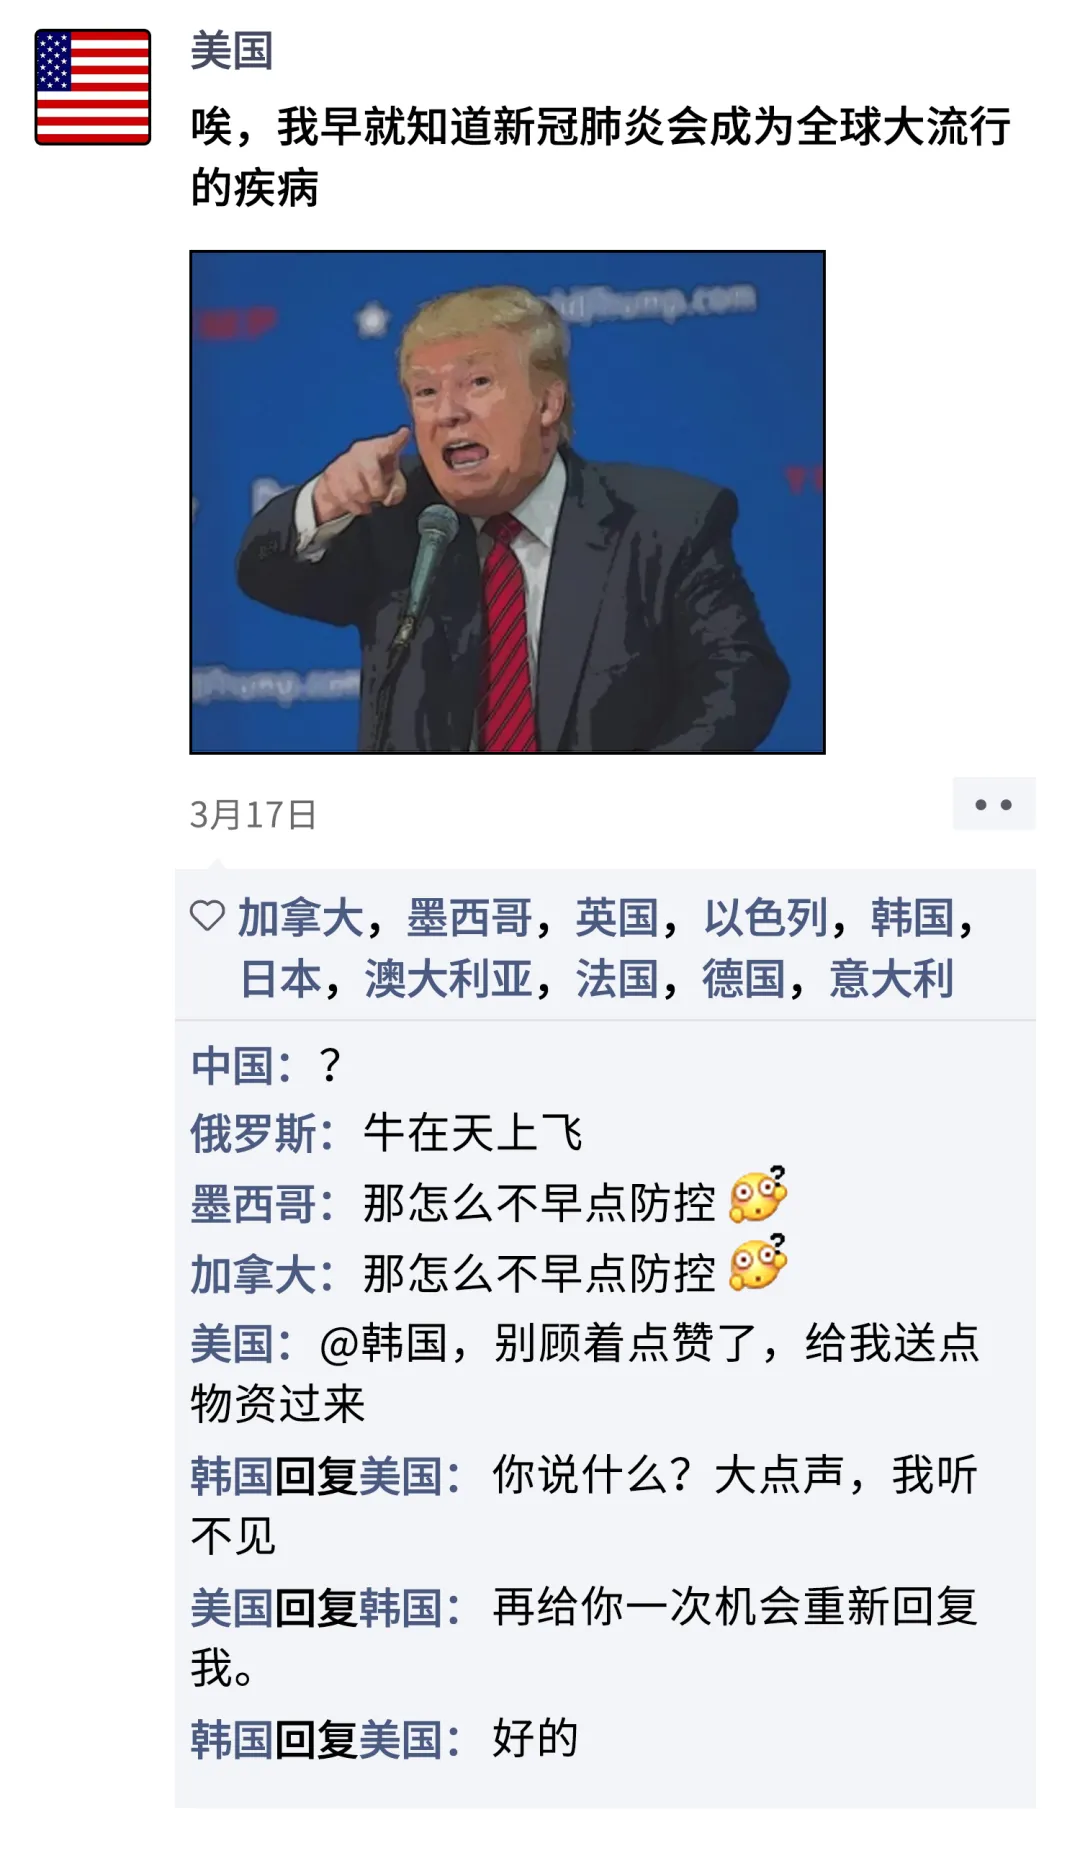 美国
唉，我早就知道新冠肺炎会成为全球大流行
的疾病
3月17日
加拿大，墨西哥，英国，以色列，韩国，
日本，澳大利亚，法国，德国，意大利
中国：？
俄罗斯：牛在天上飞
墨西哥：那怎么不早点防控
加拿大：那怎么不早点防控
美国：@韩国，别顾着点赞了，给我送点
物资过来
韩国回复美国：你说什么？大点声，我听
不见
美国回复韩国：再给你一次机会重新回复
我。
韩国回复美国：好的